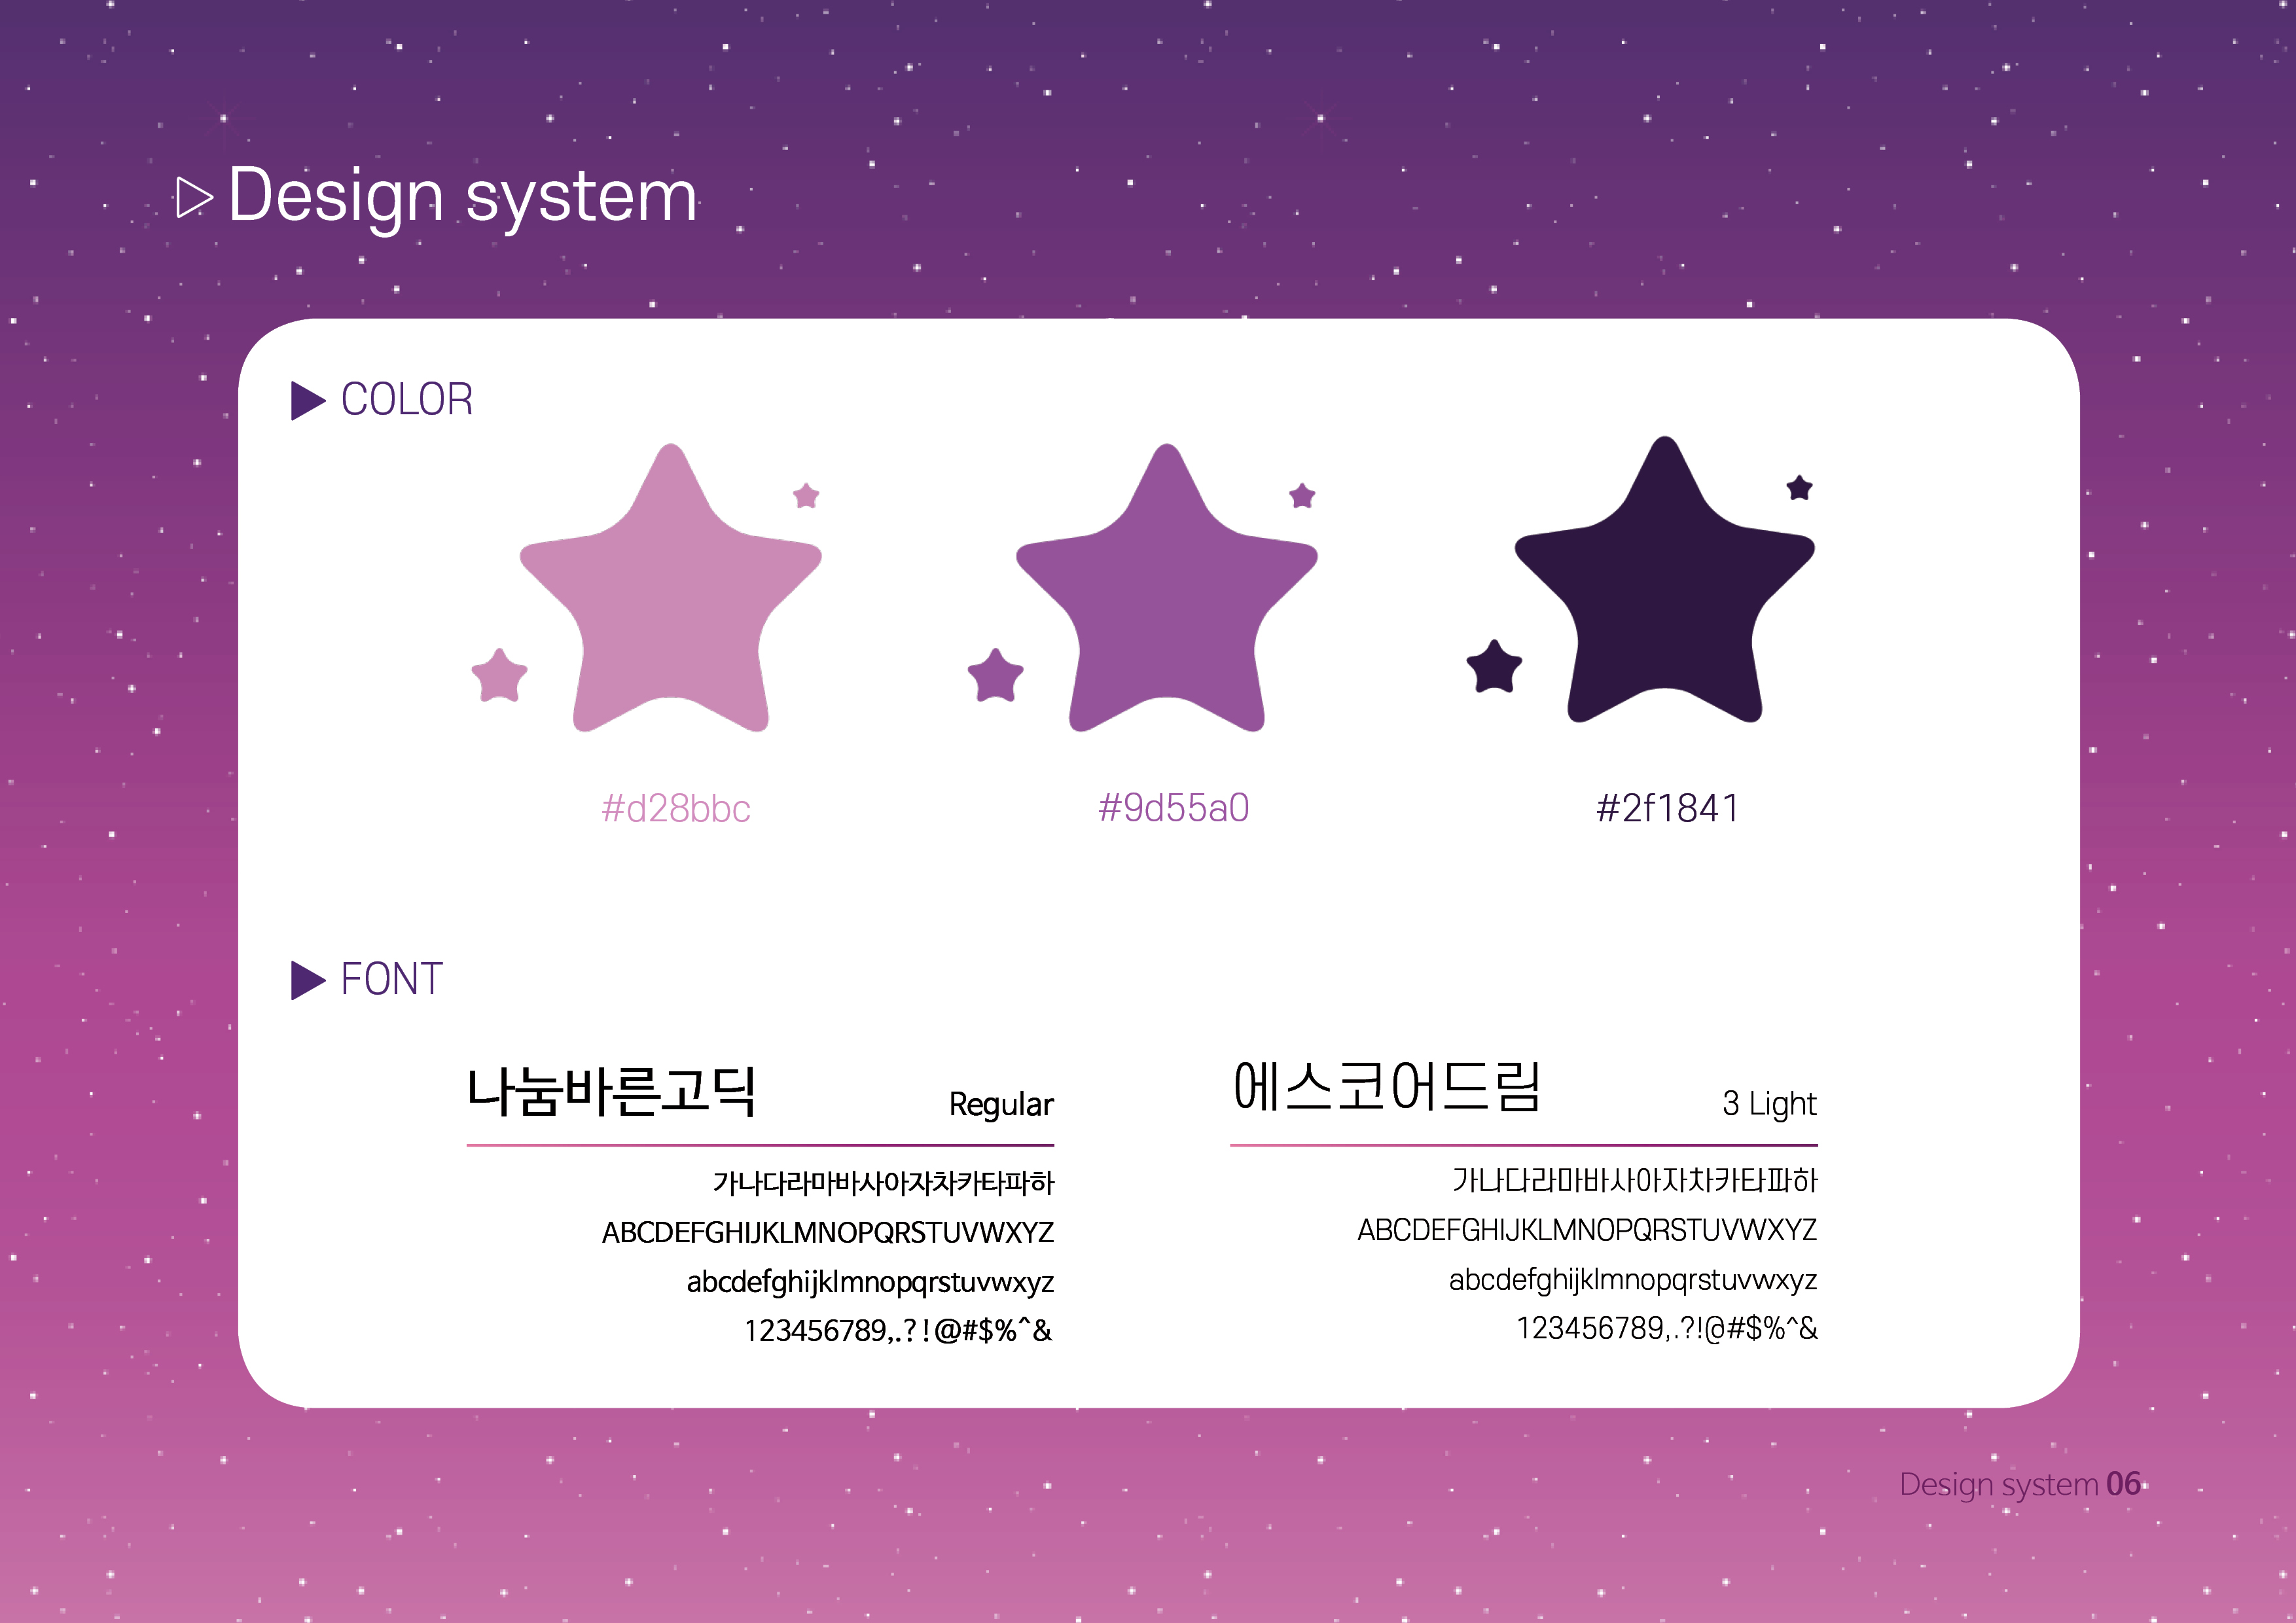 Design system
COLOR
#d28bbc
#9d55a0
#2f1841
FONT
나눔바른고딕 Regular
가나다라마바사아자차카타파하
ABCDEFGHIJKLMNOPQRSTUVWXYZ
abcdefghijklmnopqrstuvwxyz
123456789,.?!@#$%^&
에스코어드림 3 Light
가나다라마바사아자차카타파하
ABCDEFGHIJKLMNOPQRSTUVWXYZ
abcdefghijklmnopqrstuvwxyz
123456789,.?!@#$%^&
Design system 06